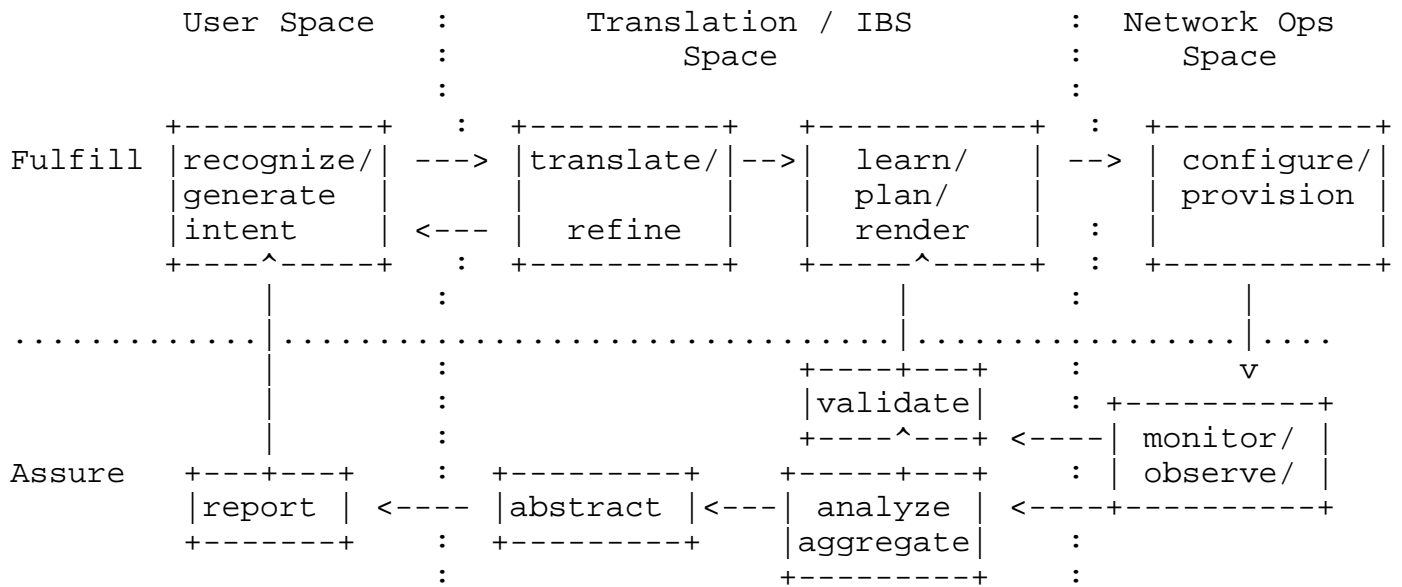 User Space : Translation / IBS : Network Ops
: Space : Space
: :
+----------+ : +----------+ +-----------+ : +-----------+
Fulfill |recognize/| ---> |translate/| -->| learn/ | --> | configure/|
|generate | | | | plan/ | | provision |
|intent | <--- | refine | | render | : | |
+----^-----+ : +----------+ +-----^-----+ : +-----------+
| : | : |
.............|................................|.................|....
| : +----+---+ : v
| : |validate| : +----------+
| : +----^---+ <----| monitor/ |
Assure +---+---+ : +---------+ +-----+---+ : | observe/ |
|report | <---- |abstract |<---| analyze | <----+----------+
+-------+ : +---------+ |aggregate| :
: +---------+ :